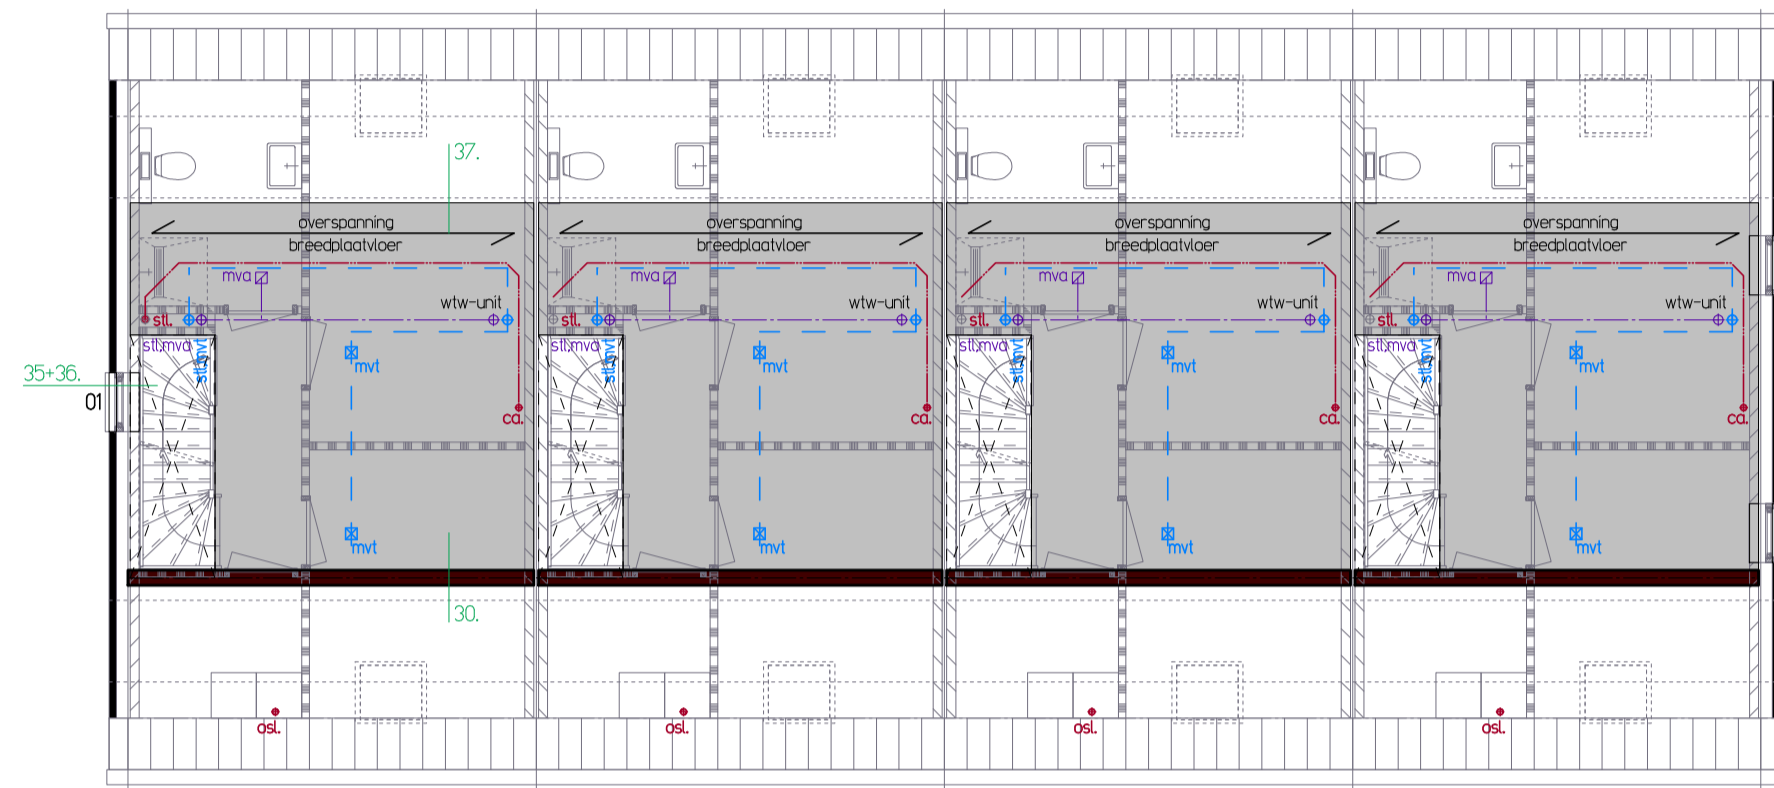 37.
overspanning overspanning overspanning overspanning
breedplaatvloer breedplaatvloer breedplaatvloer breedplaatvloer
mva mva mva mva
wtw-unit wtw-unit wtw-unit wtw-unit
stl. stl. stl. stl.
stl.mva stl.mva stl.mva stl.mva
stl.mvt stl.mvt stl.mvt stl.mvt
mvt mvt mvt mvt
35+36.
01
ca. ca. ca. ca.
mvt mvt mvt mvt
30.
osl. osl. osl. osl.